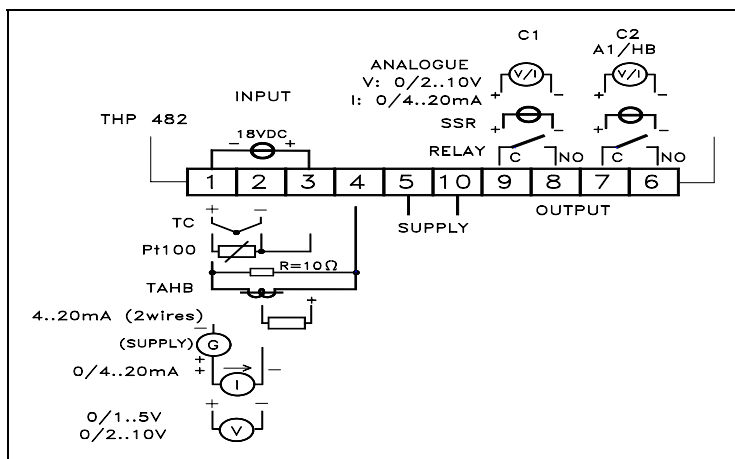 C1
C2
A1/HB
ANALOGUE
V: 0/2..10V
I: 0/4..20mA
V/I
V/I
+ −
+ −
INPUT
THP 482
18VDC
− +
SSR
+ −
+ −
RELAY
C NO
C NO
1 2 3 4 5 10 9 8 7 6
SUPPLY
OUTPUT
TC
+ −
Pt100
R=10Ω
TAHB
+
4..20mA (2wires)
−
(SUPPLY)
G
+
+
−
0/4..20mA
I
+ −
0/1..5V
0/2..10V
V